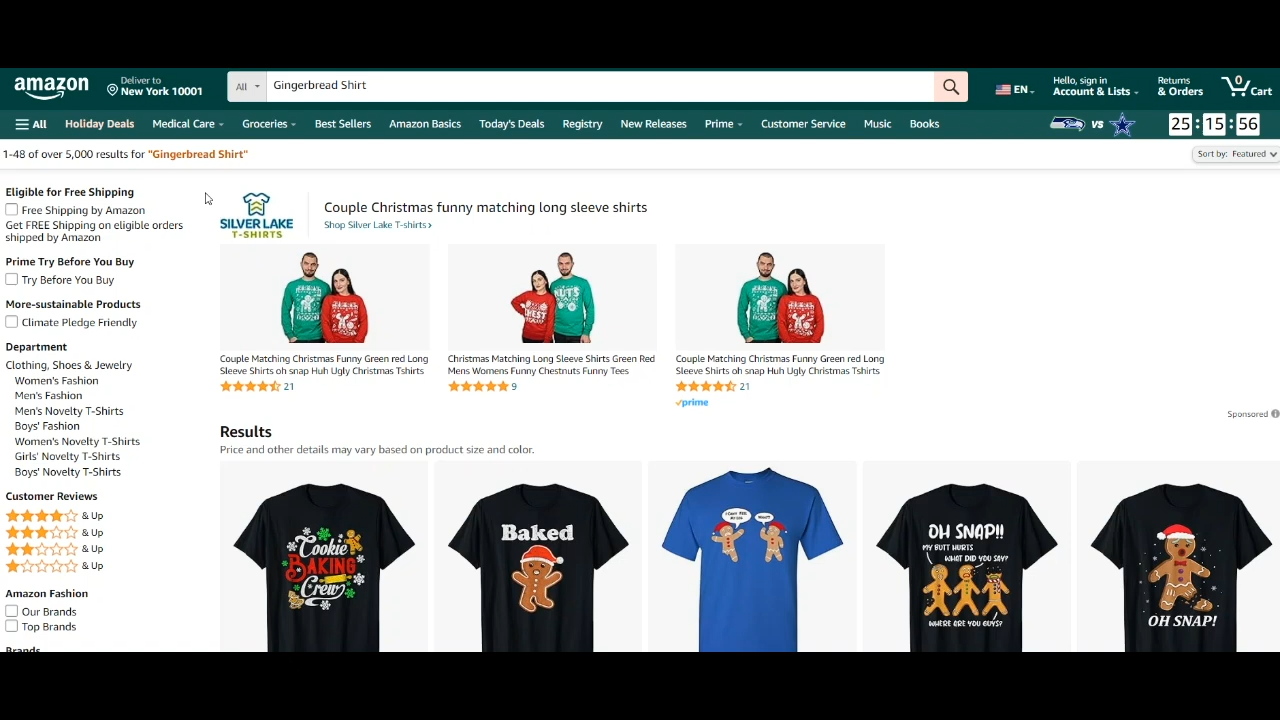 amazon
Deliver to
New York 10001
All
Gingerbread Shirt
EN
Hello, sign in
Account & Lists
Returns
& Orders
0
Cart
All
Holiday Deals
Medical Care
Groceries
Best Sellers
Amazon Basics
Today's Deals
Registry
New Releases
Prime
Customer Service
Music
Books
VS
25:15:56
1-48 of over 5,000 results for "Gingerbread Shirt"
Sort by: Featured
Eligible for Free Shipping
Free Shipping by Amazon
Get FREE Shipping on eligible orders
shipped by Amazon
Prime Try Before You Buy
Try Before You Buy
More-sustainable Products
Climate Pledge Friendly
Department
Clothing, Shoes & Jewelry
Women's Fashion
Men's Fashion
Men's Novelty T-Shirts
Boys' Fashion
Women's Novelty T-Shirts
Girls' Novelty T-Shirts
Boys' Novelty T-Shirts
Customer Reviews
& Up
& Up
& Up
& Up
Amazon Fashion
Our Brands
Top Brands
Brands
SILVER LAKE
T-SHIRTS
Couple Christmas funny matching long sleeve shirts
Shop Silver Lake T-shirts ›
Couple Matching Christmas Funny Green red Long
Sleeve Shirts oh snap Huh Ugly Christmas Tshirts
21
Christmas Matching Long Sleeve Shirts Green Red
Mens Womens Funny Chestnuts Funny Tees
9
Couple Matching Christmas Funny Green red Long
Sleeve Shirts oh snap Huh Ugly Christmas Tshirts
21
prime
Sponsored
Results
Price and other details may vary based on product size and color.
Cookie
BAKING
Crew
Baked
OH SNAP!!
MY BUTT HURTS
WHAT DID YOU SAY?
WHERE ARE YOU GUYS?
OH SNAP!